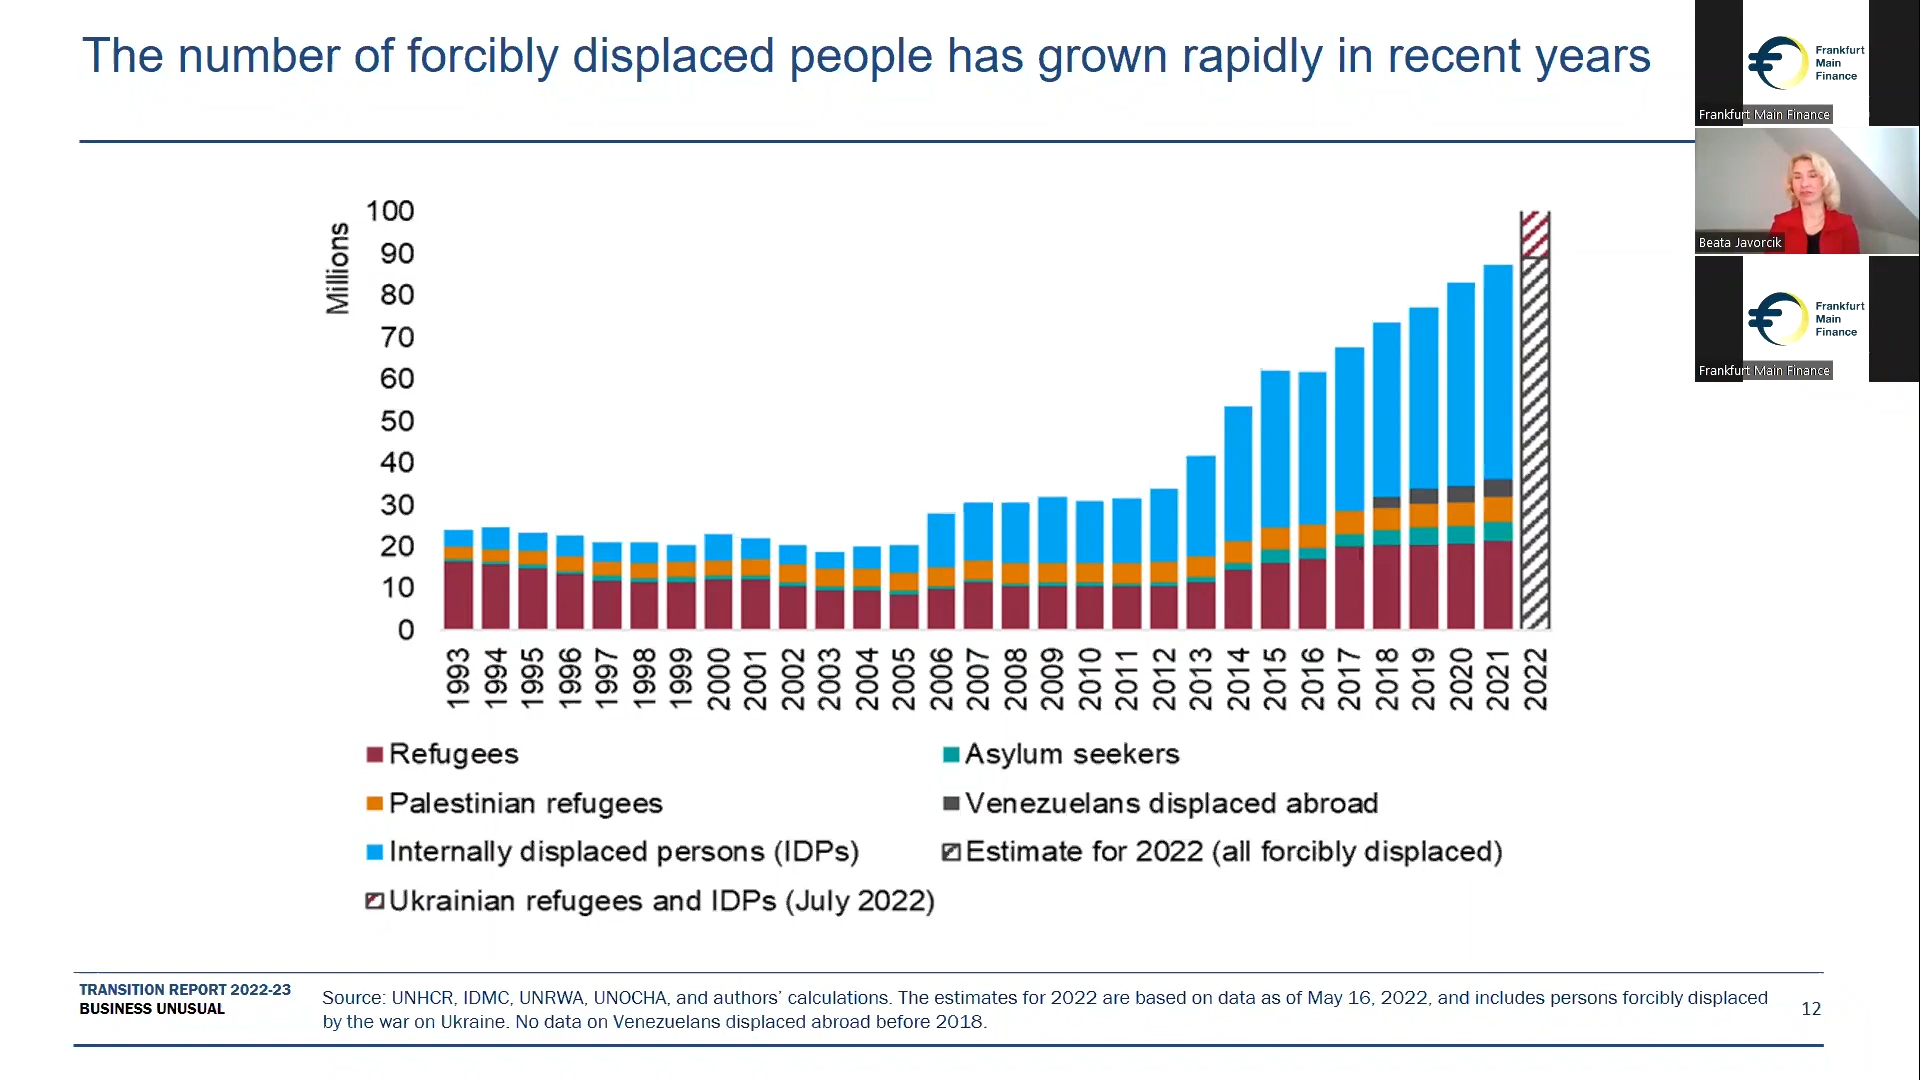 The number of forcibly displaced people has grown rapidly in recent years
Frankfurt
Main
Finance
Frankfurt Main Finance
Beata Javorcik
Frankfurt
Main
Finance
Frankfurt Main Finance
Millions
100
90
80
70
60
50
40
30
20
10
0
1993 1994 1995 1996 1997 1998 1999 2000 2001 2002 2003 2004 2005 2006 2007 2008 2009 2010 2011 2012 2013 2014 2015 2016 2017 2018 2019 2020 2021 2022
Refugees
Asylum seekers
Palestinian refugees
Venezuelans displaced abroad
Internally displaced persons (IDPs)
Estimate for 2022 (all forcibly displaced)
Ukrainian refugees and IDPs (July 2022)
TRANSITION REPORT 2022-23
BUSINESS UNUSUAL
Source: UNHCR, IDMC, UNRWA, UNOCHA, and authors’ calculations. The estimates for 2022 are based on data as of May 16, 2022, and includes persons forcibly displaced
by the war on Ukraine. No data on Venezuelans displaced abroad before 2018.
12